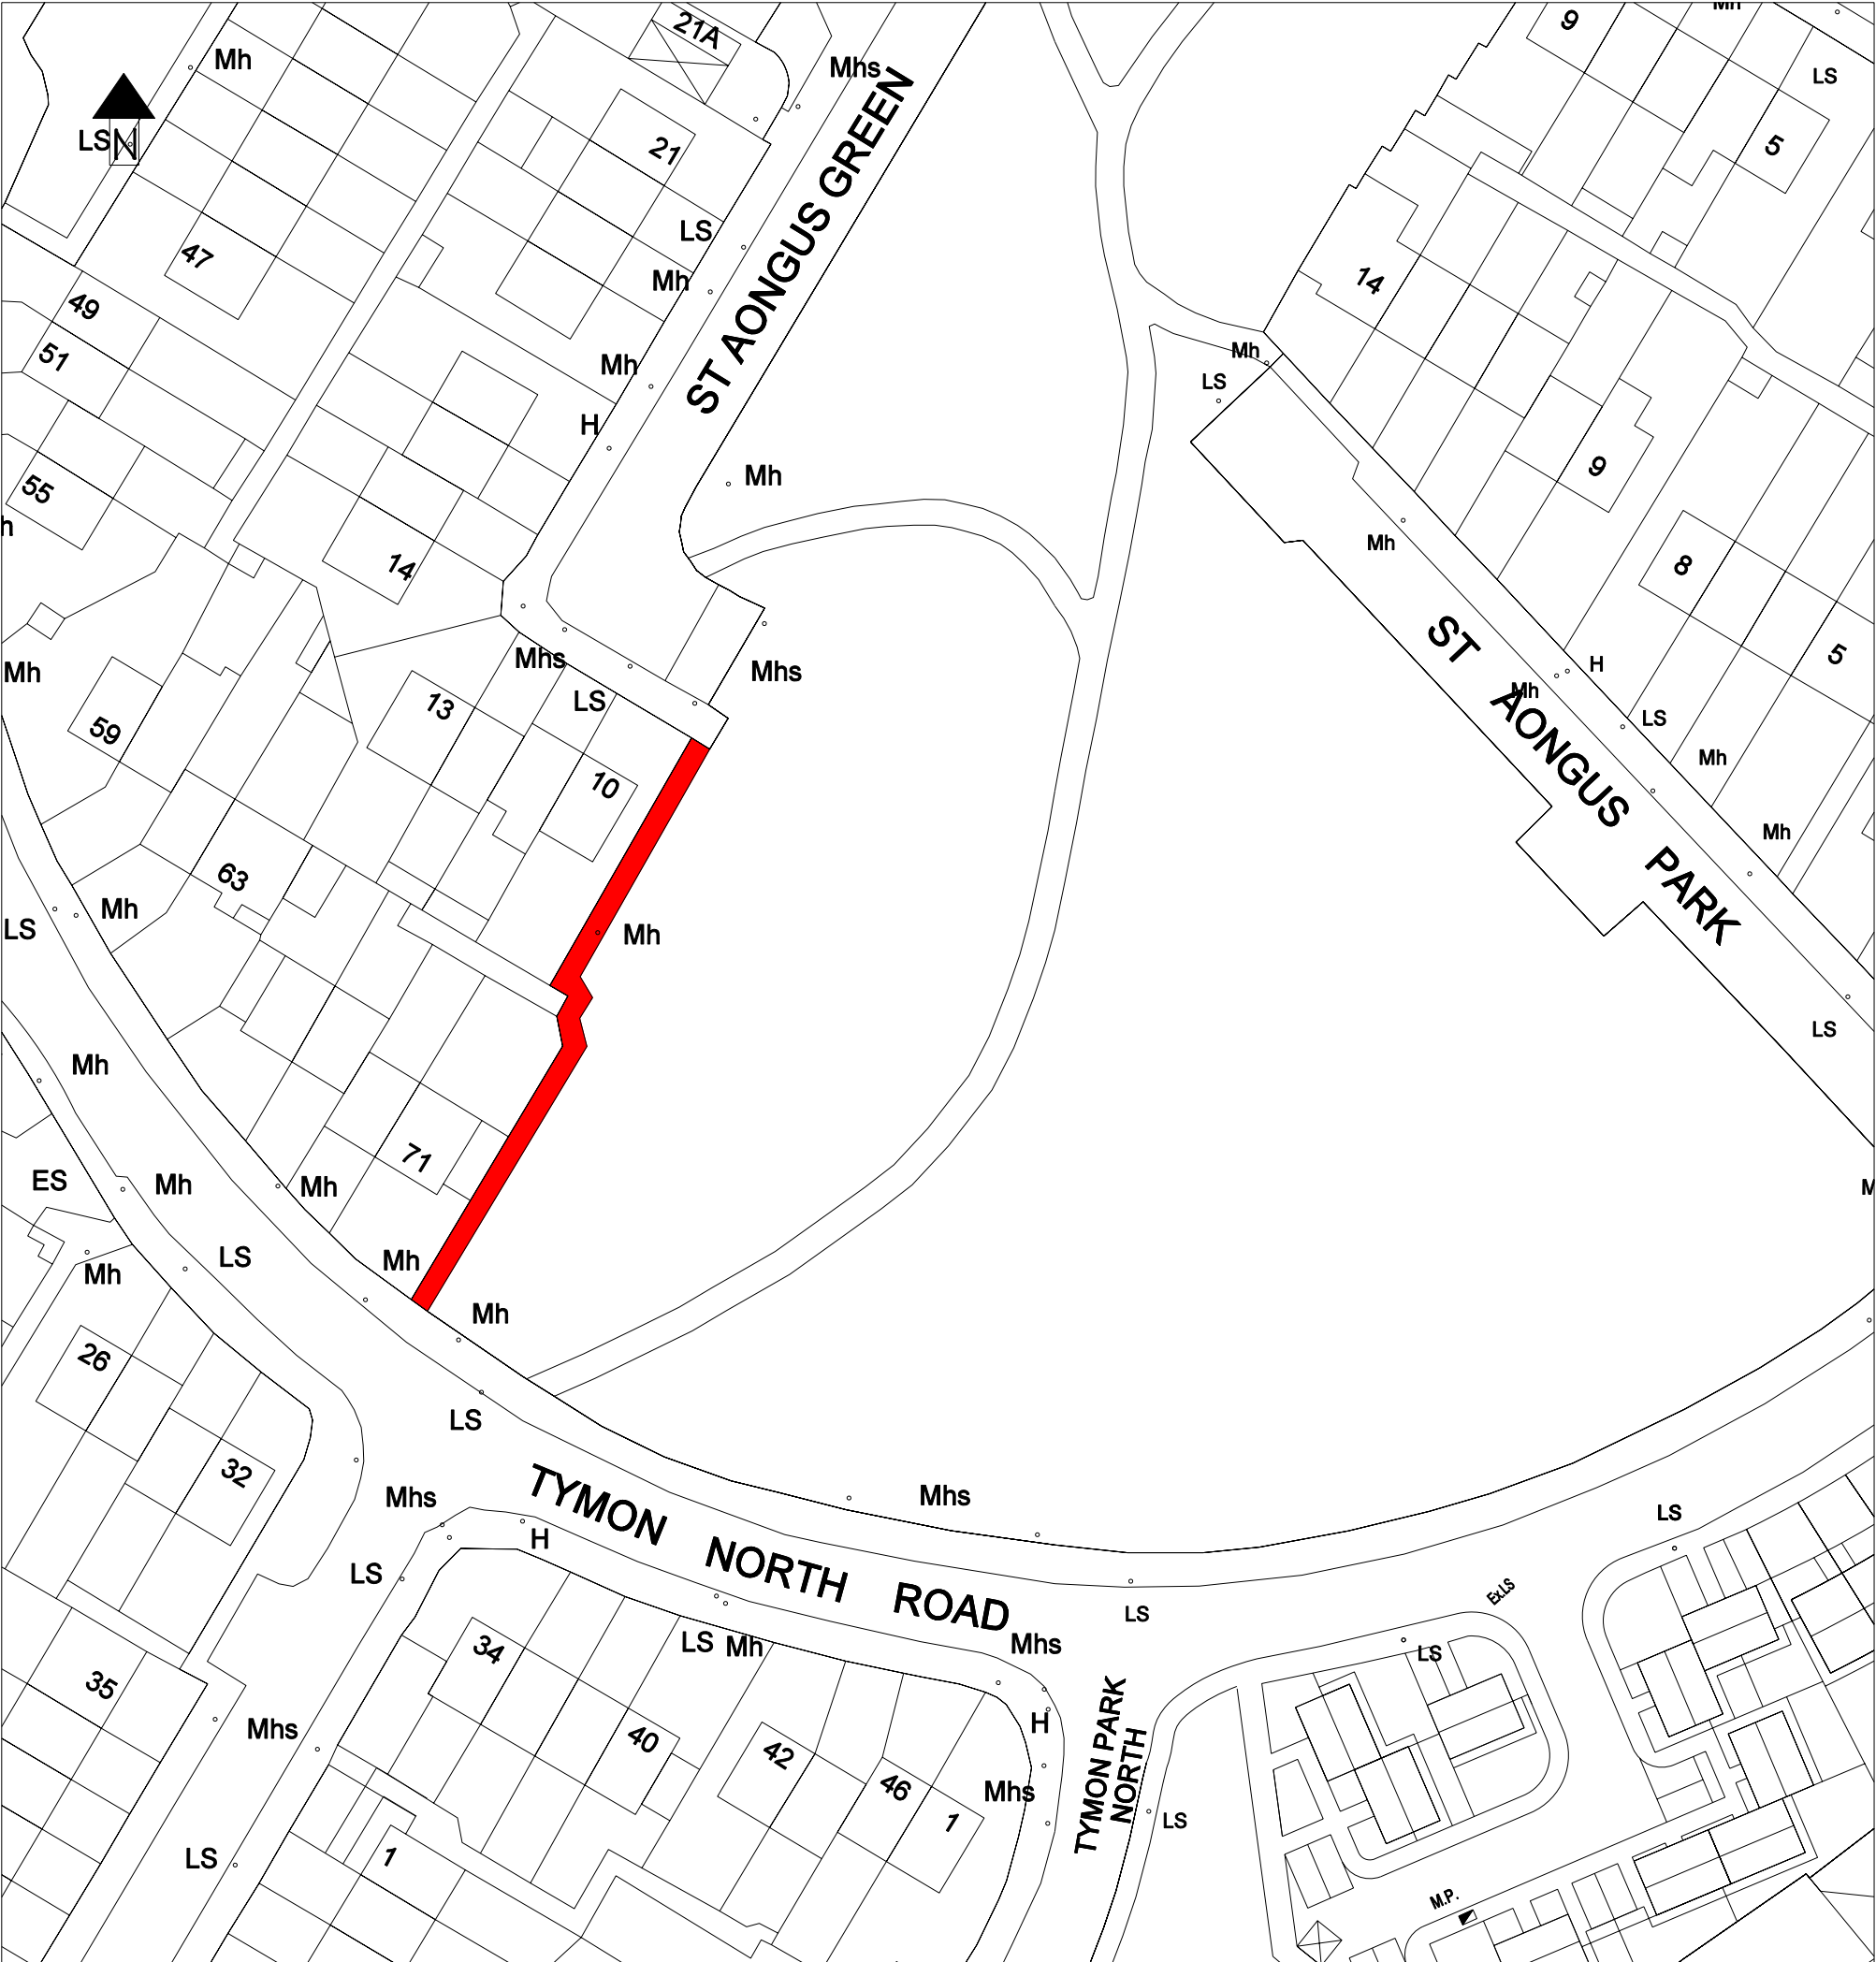 Mh
9
21A
Mhs
Mh
LS
LS
N
21
5
LS
47
Mh
14
49
51
Mh
Mh
LS
ST AONGUS GREEN
H
Mh
9
55
h
Mh
14
8
ST AONGUS PARK
Mhs
Mhs
H
5
Mh
LS
13
Mh
LS
59
10
Mh
Mh
63
Mh
LS
Mh
LS
Mh
71
ES
Mh
Mh
M
LS
Mh
Mh
Mh
26
LS
32
Mhs
TYMON NORTH ROAD
Mhs
LS
H
LS
Ex.LS
LS
34
LS
Mh
Mhs
LS
35
Mhs
40
42
H
TYMON PARK
NORTH
46
Mhs
1
LS
1
LS
M.P.